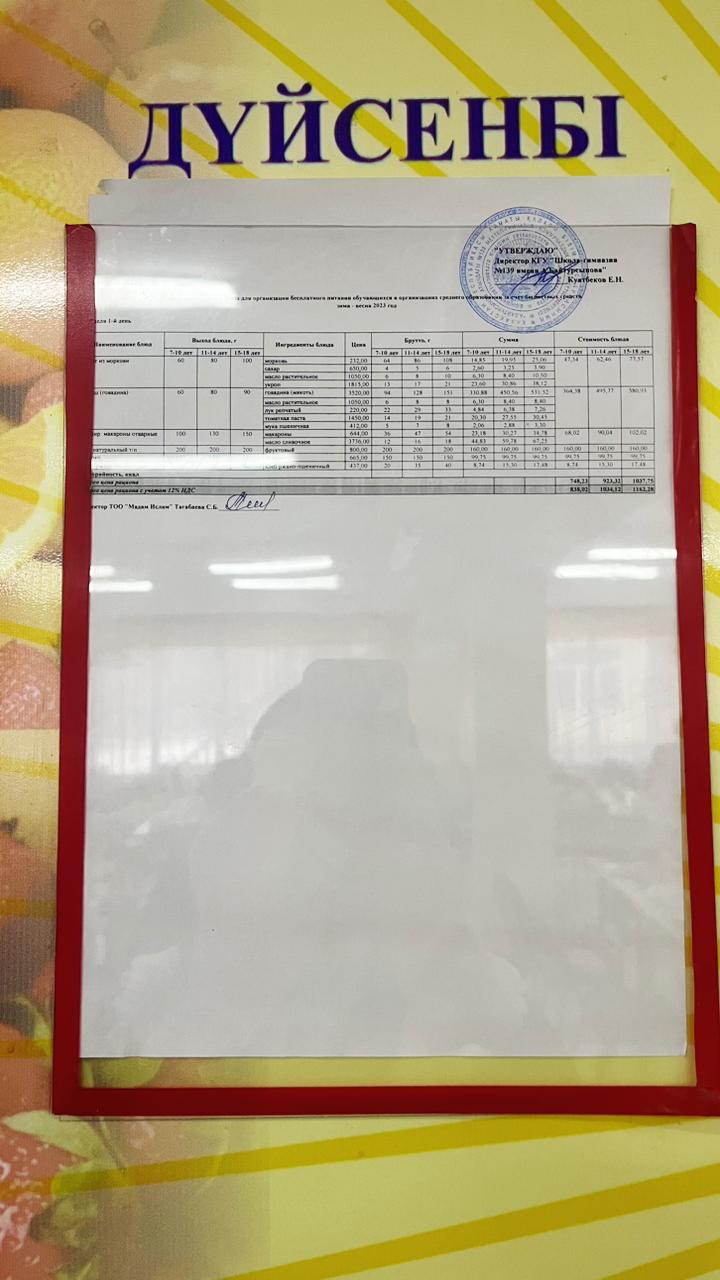 ДҮЙСЕНБІ
"УТВЕРЖДАЮ"
Директор КГУ "Школа-гимназия
№139 имени А.Байтурсынова"
Куатбеков Е.Н.
для организации бесплатного питания обучающихся в организациях среднего образования за счет бюджетных средств
зима - весна 2023 год
1-й день
Наименование блюд Выход блюда, г Ингредиенты блюда Цена Брутто, г Сумма Стоимость блюда
7-10 лет 11-14 лет 15-18 лет 7-10 лет 11-14 лет 15-18 лет 7-10 лет 11-14 лет 15-18 лет 7-10 лет 11-14 лет 15-18 лет
из моркови 60 80 100 морковь 232,00 64 86 108 14,85 19,95 25,06 47,34 62,46 77,57
сахар 650,00 4 5 6 2,60 3,25 3,90
масло растительное 1050,00 6 8 10 6,30 8,40 10,50
укроп 1815,00 13 17 21 23,60 30,86 38,12
(говядина) 60 80 90 говядина (мякоть) 3520,00 94 128 151 330,88 450,56 531,52 364,38 495,77 580,93
масло растительное 1050,00 6 8 8 6,30 8,40 8,40
лук репчатый 220,00 22 29 33 4,84 6,38 7,26
томатная паста 1450,00 14 19 21 20,30 27,55 30,45
мука пшеничная 412,00 5 7 8 2,06 2,88 3,30
макароны отварные 100 130 150 макароны 644,00 36 47 54 23,18 30,27 34,78 68,02 90,04 102,02
масло сливочное 3736,00 12 16 18 44,83 59,78 67,25
натуральный т/п 200 200 200 фруктовый 800,00 200 200 200 160,00 160,00 160,00 160,00 160,00 160,00
665,00 150 150 150 99,75 99,75 99,75 99,75 99,75 99,75
хлеб ржано-пшеничный 437,00 20 35 40 8,74 15,30 17,48 8,74 15,30 17,48
ккал
цена рациона 748,23 923,32 1037,75
цена рациона с учетом 12% НДС 838,02 1034,12 1162,28
ТОО "Мадам Ислам" Тагабаева С.Б.